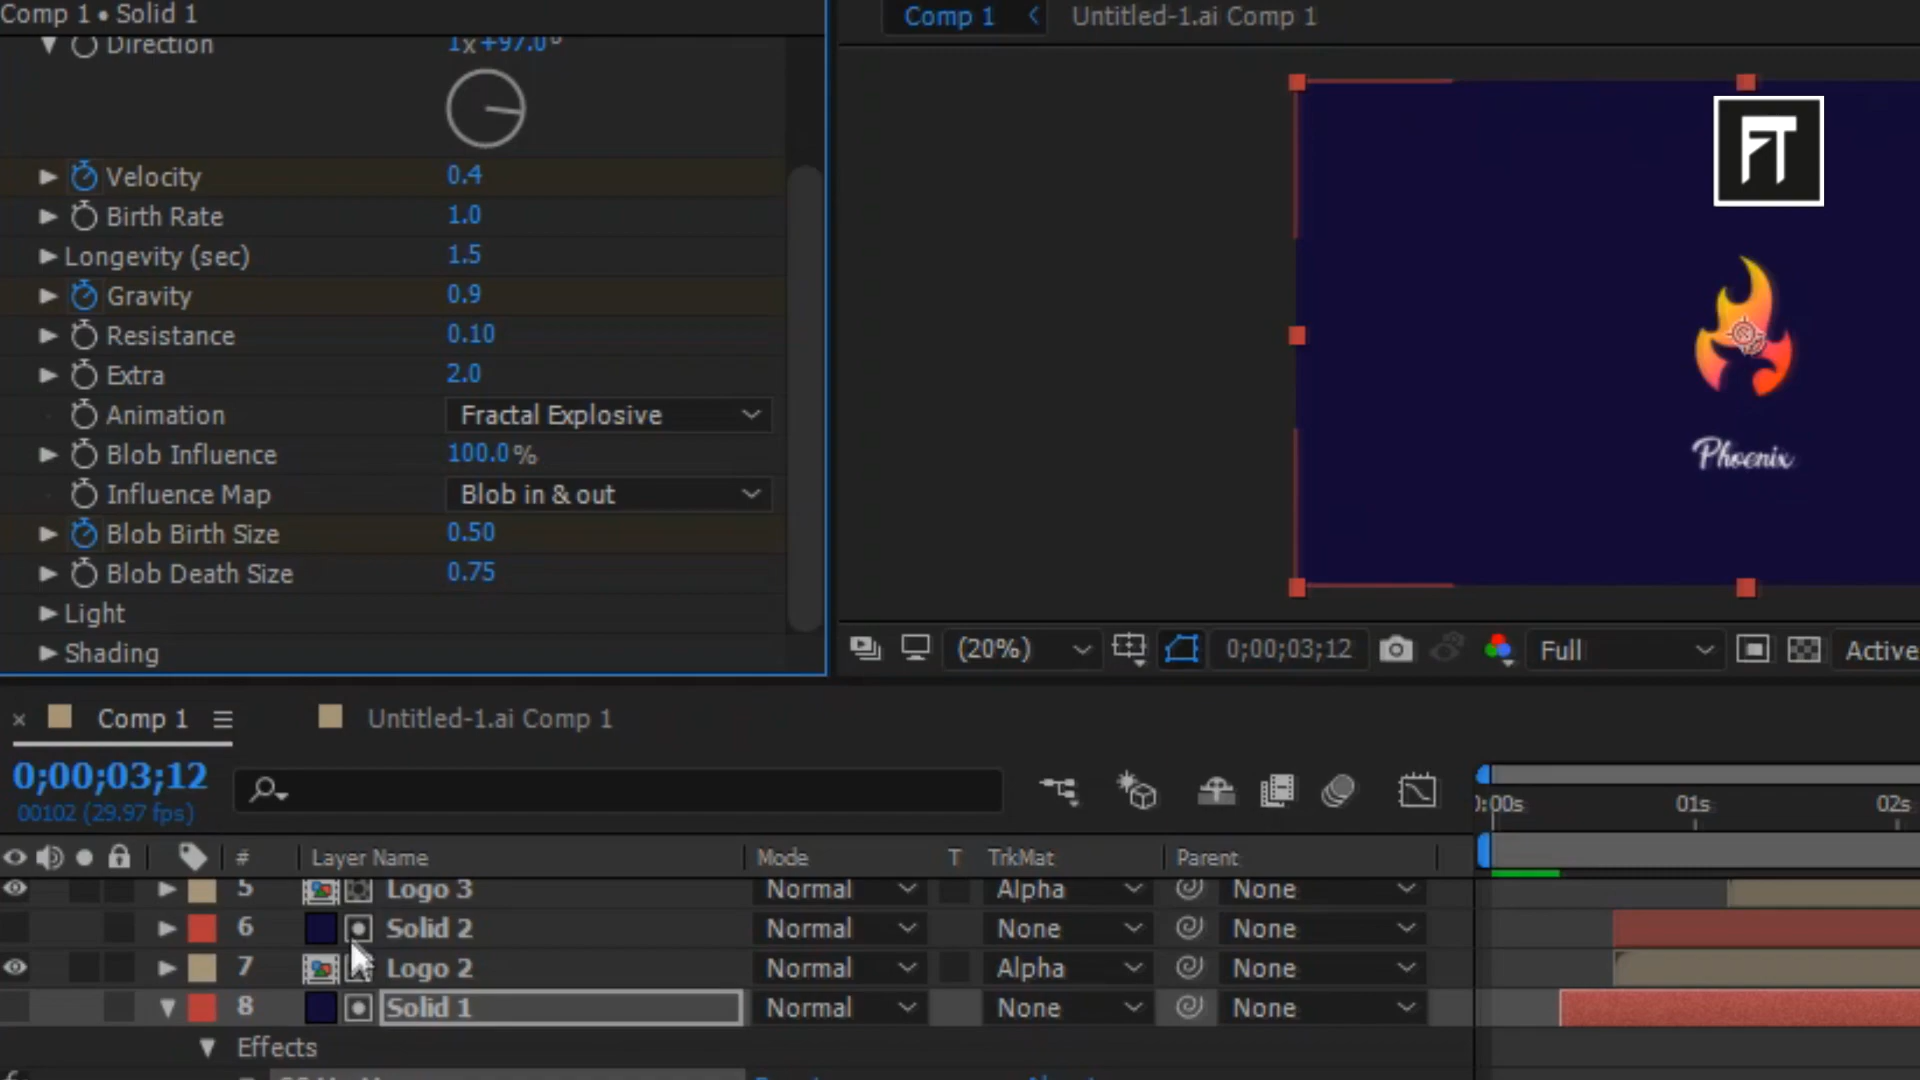 Comp 1 • Solid 1
Direction 1x+97.0°
Velocity 0.4
Birth Rate 1.0
Longevity (sec) 1.5
Gravity 0.9
Resistance 0.10
Extra 2.0
Animation Fractal Explosive
Blob Influence 100.0%
Influence Map Blob in & out
Blob Birth Size 0.50
Blob Death Size 0.75
Light
Shading
Comp 1 Untitled-1.ai Comp 1
FT
Phoenix
(20%) 0;00;03;12 Full Active
Comp 1 Untitled-1.ai Comp 1
0;00;03;12
00102 (29.97 fps)
:00s 01s 02s
# Layer Name Mode T TrkMat Parent
5 Logo 3 Normal Alpha None
6 Solid 2 Normal None None
7 Logo 2 Normal Alpha None
8 Solid 1 Normal None None
Effects